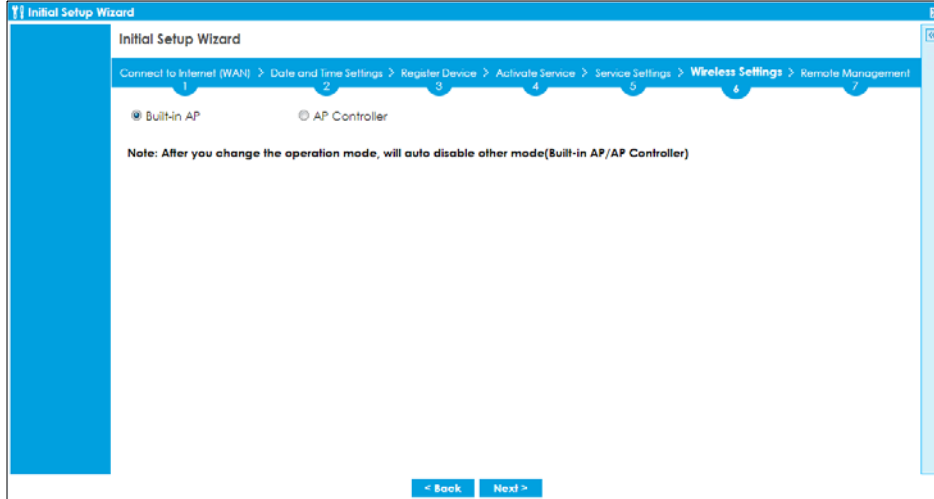 Initial Setup Wizard
Initial Setup Wizard
Connect to Internet (WAN) > Date and Time Settings > Register Device > Activate Service > Service Settings > Wireless Settings > Remote Management
1 2 3 4 5 6 7
Built-in AP AP Controller
Note: After you change the operation mode, will auto disable other mode(Built-in AP/AP Controller)
< Back Next >